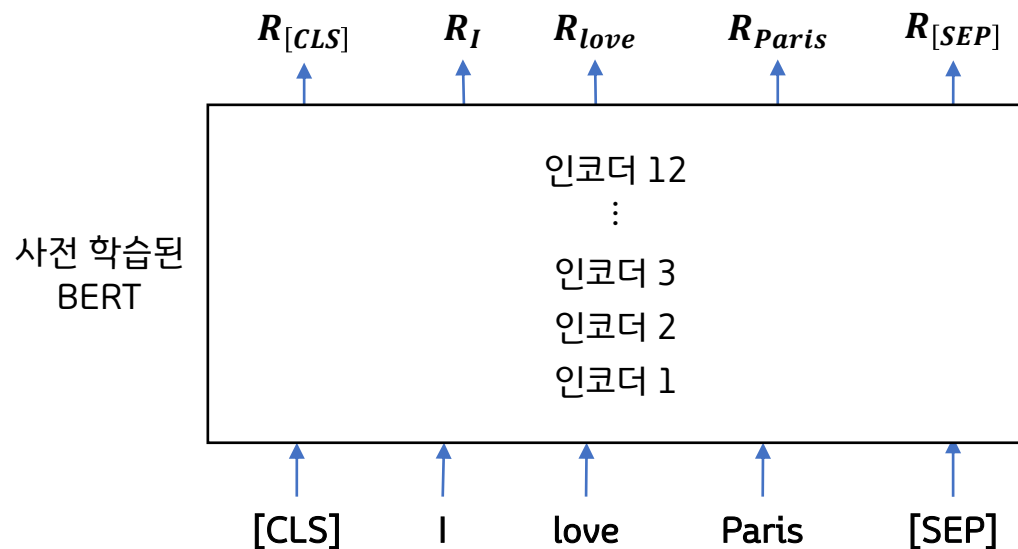 R[CLS] R_I R_love R_Paris R[SEP]
인코더 12
⋮
사전 학습된
BERT
인코더 3
인코더 2
인코더 1
[CLS] I love Paris [SEP]